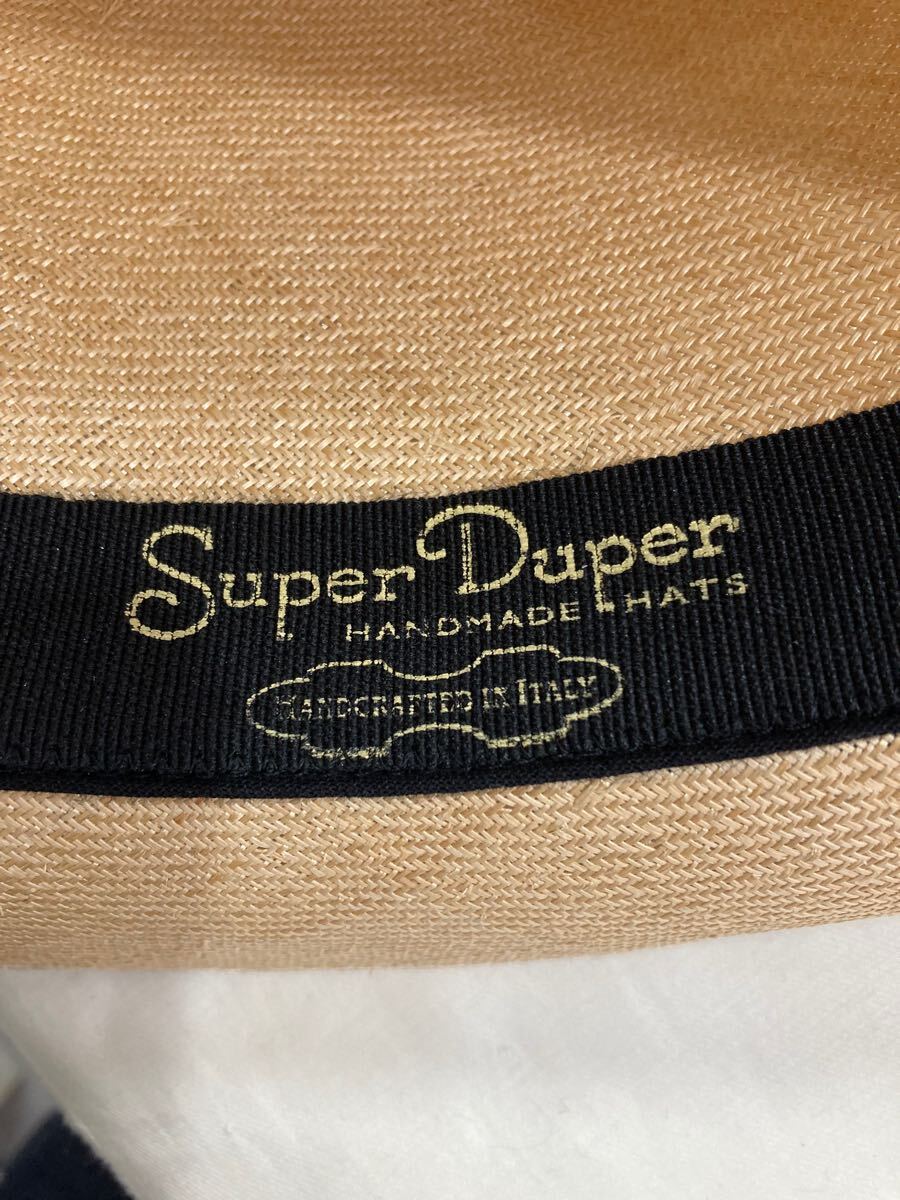 Super Duper
HANDMADE HATS
HANDCRAFTED IN ITALY